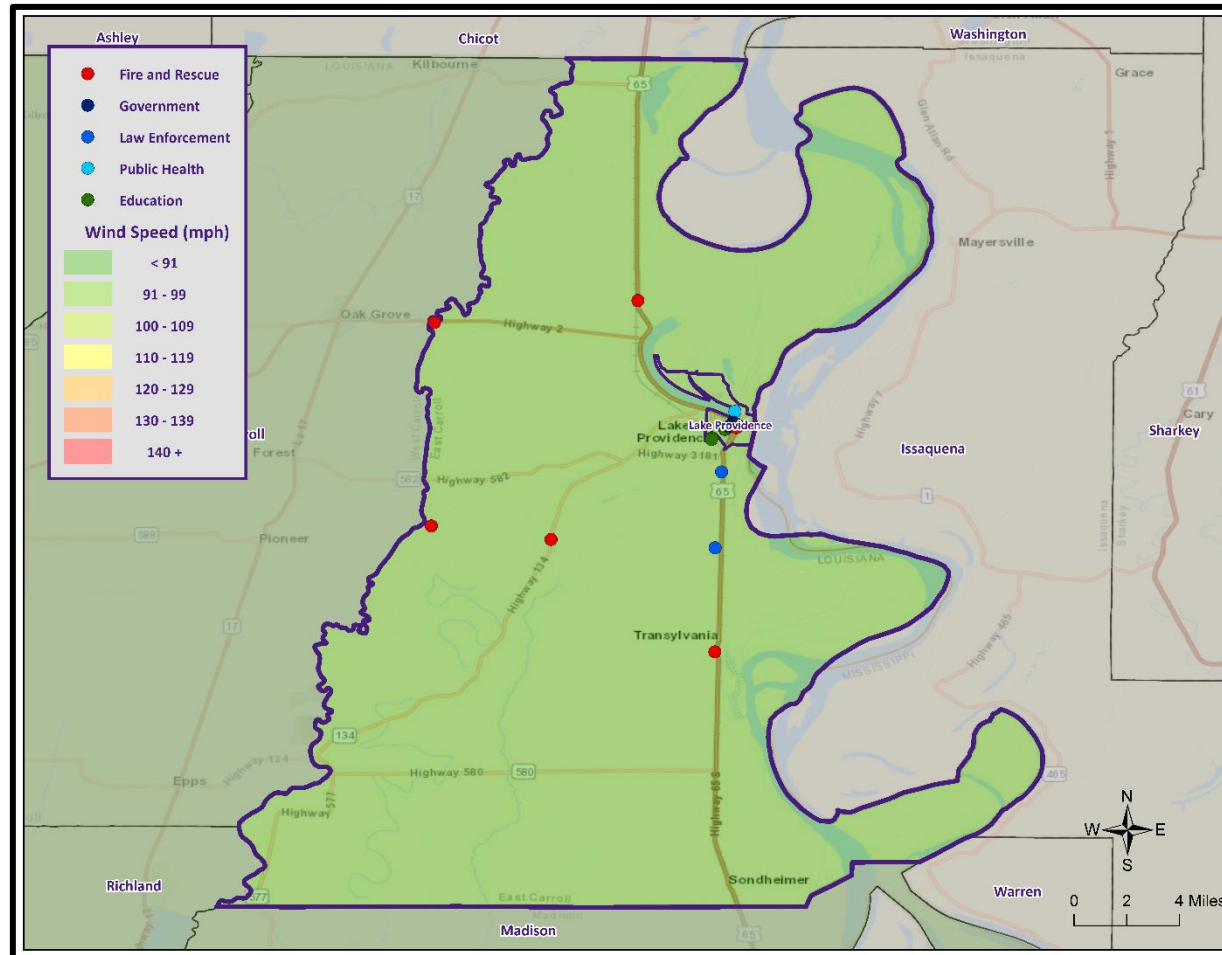 Ashley
Chicot
Washington
Issaquena
LOUISIANA
Kilbourne
65
Grace
Fire and Rescue
Government
Law Enforcement
Public Health
Education
Wind Speed (mph)
< 91
91 - 99
100 - 109
110 - 119
120 - 129
130 - 139
140 +
17
Glen Allan Rd
Highway 1
Mayersville
Oak Grove
Highway 2
61
Cary
Sharkey
Lake
Providence
Lake Providence
Highway 3181
Issaquena
West Carroll
East Carroll
Forest
582
Highway 582
65
1
Issaquena
Sharkey
588
Pioneer
Highway 134
LOUISIANA
17
Transylvania
MISSISSIPPI
Highway 465
134
Epps
Highway 134
Highway 580
580
Highway 65 S
465
Highway 577
N
W
E
S
Richland
577
Sondheimer
Warren
East Carroll
Madison
Madison
65
0 2 4 Miles